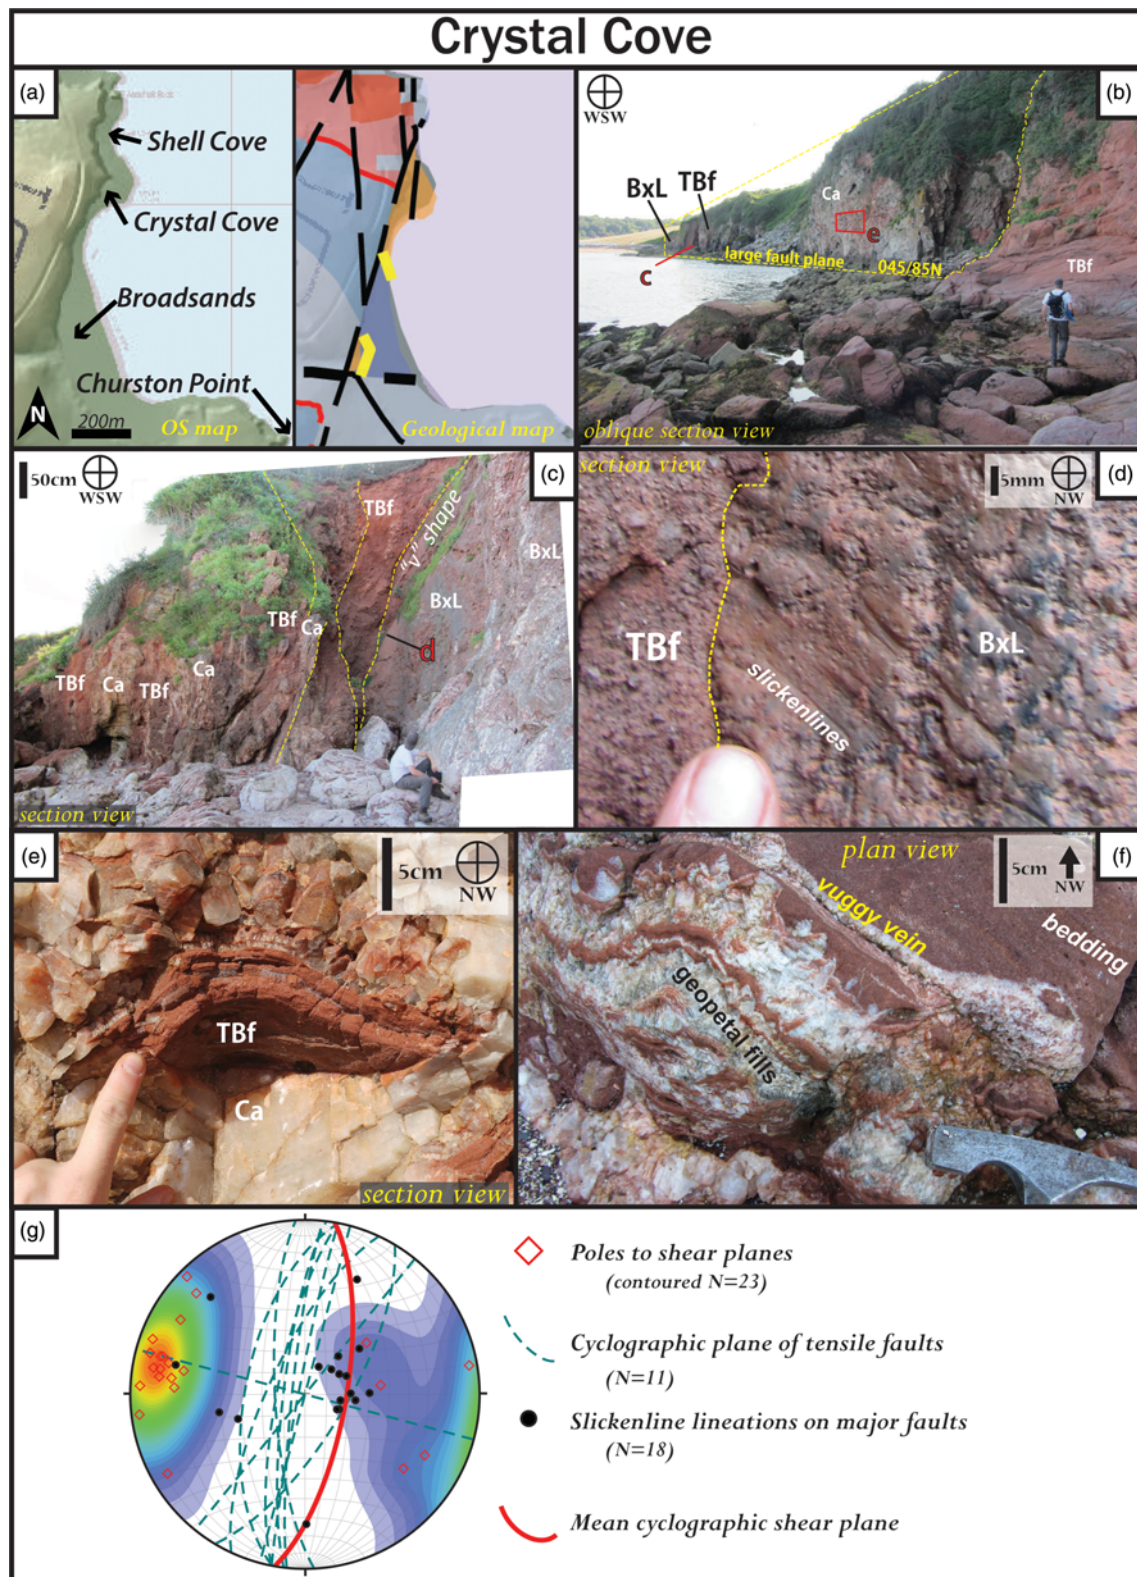 Crystal Cove
(a)
Shell Cove
Crystal Cove
Broadsands
Churston Point
N
200m
OS map
Geological map
(b)
WSW
BxL
TBf
Ca
e
c
large fault plane
045/85N
TBf
oblique section view
(c)
50cm
WSW
TBf
"V" shape
BxL
BxL
TBf
Ca
d
Ca
TBf
Ca
TBf
section view
(d)
section view
5mm
NW
TBf
BxL
slickenlines
(e)
5cm
NW
TBf
Ca
section view
(f)
plan view
5cm
NW
vuggy vein
bedding
geopetal fills
(g)
Poles to shear planes
(contoured N=23)
Cyclographic plane of tensile faults
(N=11)
Slickenline lineations on major faults
(N=18)
Mean cyclographic shear plane